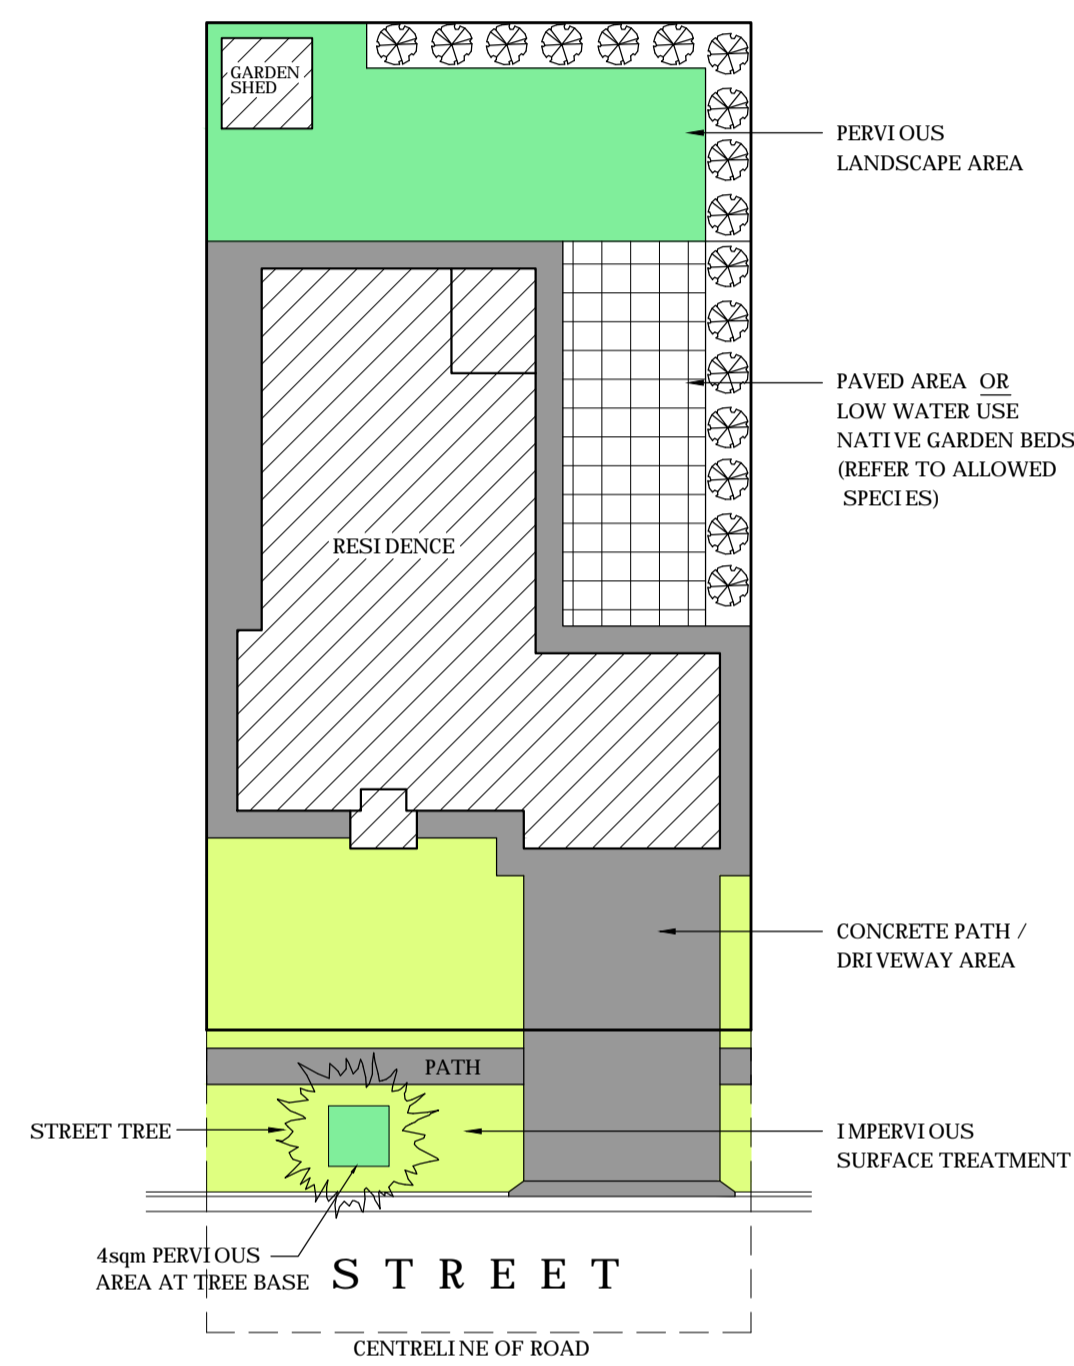 GARDEN
SHED
PERVIOUS
LANDSCAPE AREA
PAVED AREA OR
LOW WATER USE
NATIVE GARDEN BEDS
(REFER TO ALLOWED
SPECIES)
RESIDENCE
CONCRETE PATH /
DRIVEWAY AREA
PATH
STREET TREE
IMPERVIOUS
SURFACE TREATMENT
4sqm PERVIOUS
AREA AT TREE BASE
STREET
CENTRELINE OF ROAD